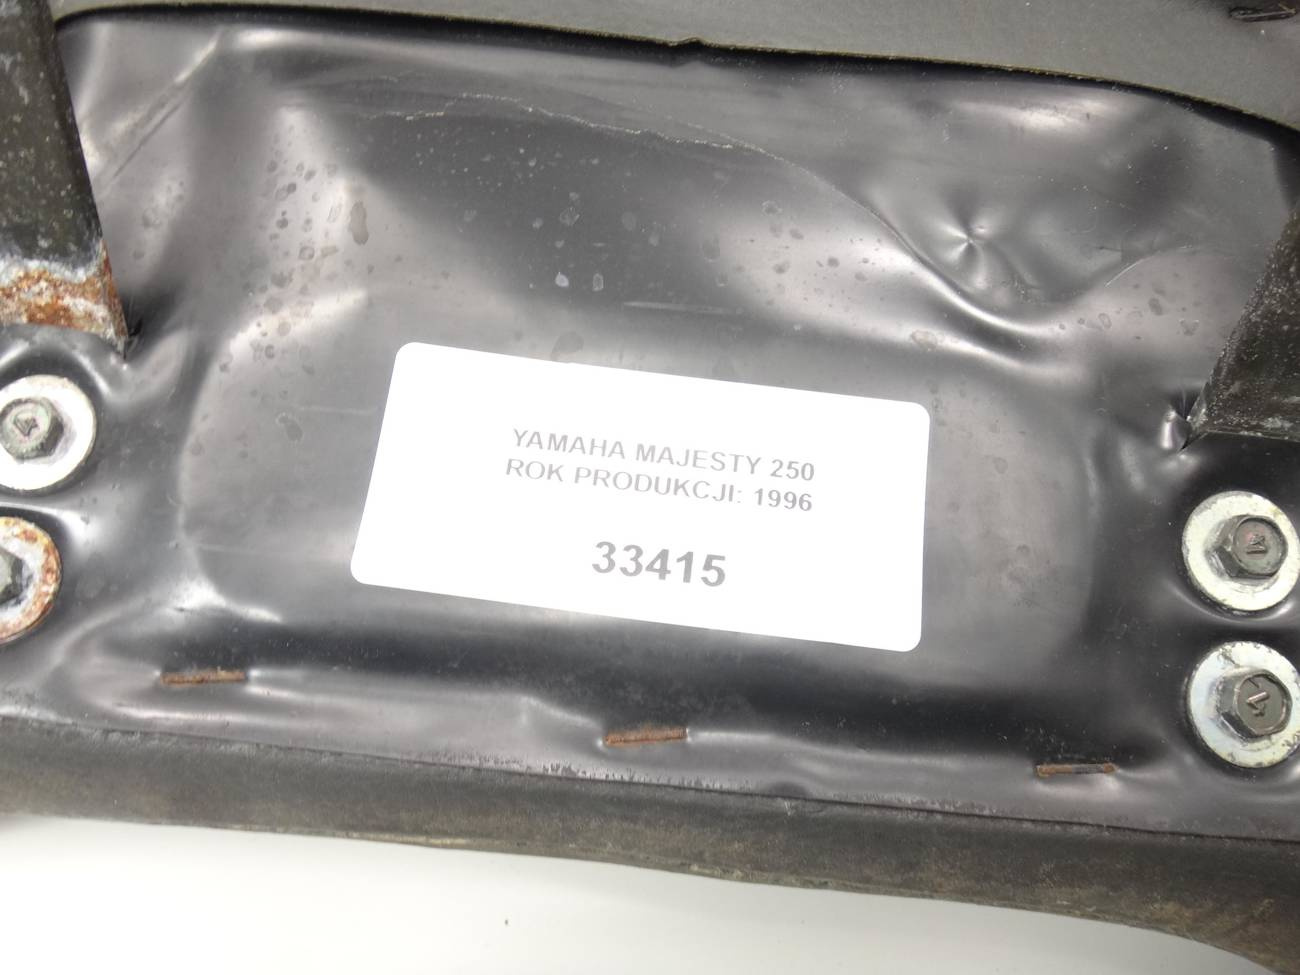 YAMAHA MAJESTY 250
ROK PRODUKCJI: 1996
33415